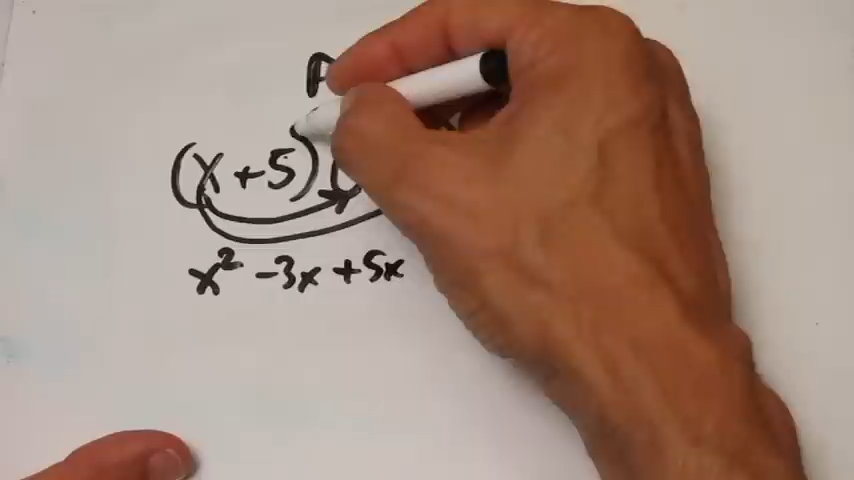 F
(x+5)(
x² -3x +5x